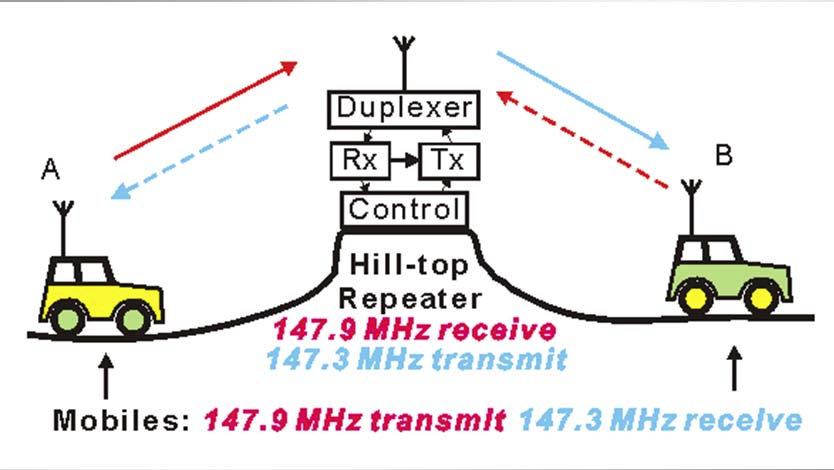 Duplexer
A
B
Rx
Tx
Control
Hill-top
Repeater
147.9 MHz receive
147.3 MHz transmit
Mobiles: 147.9 MHz transmit 147.3 MHz receive